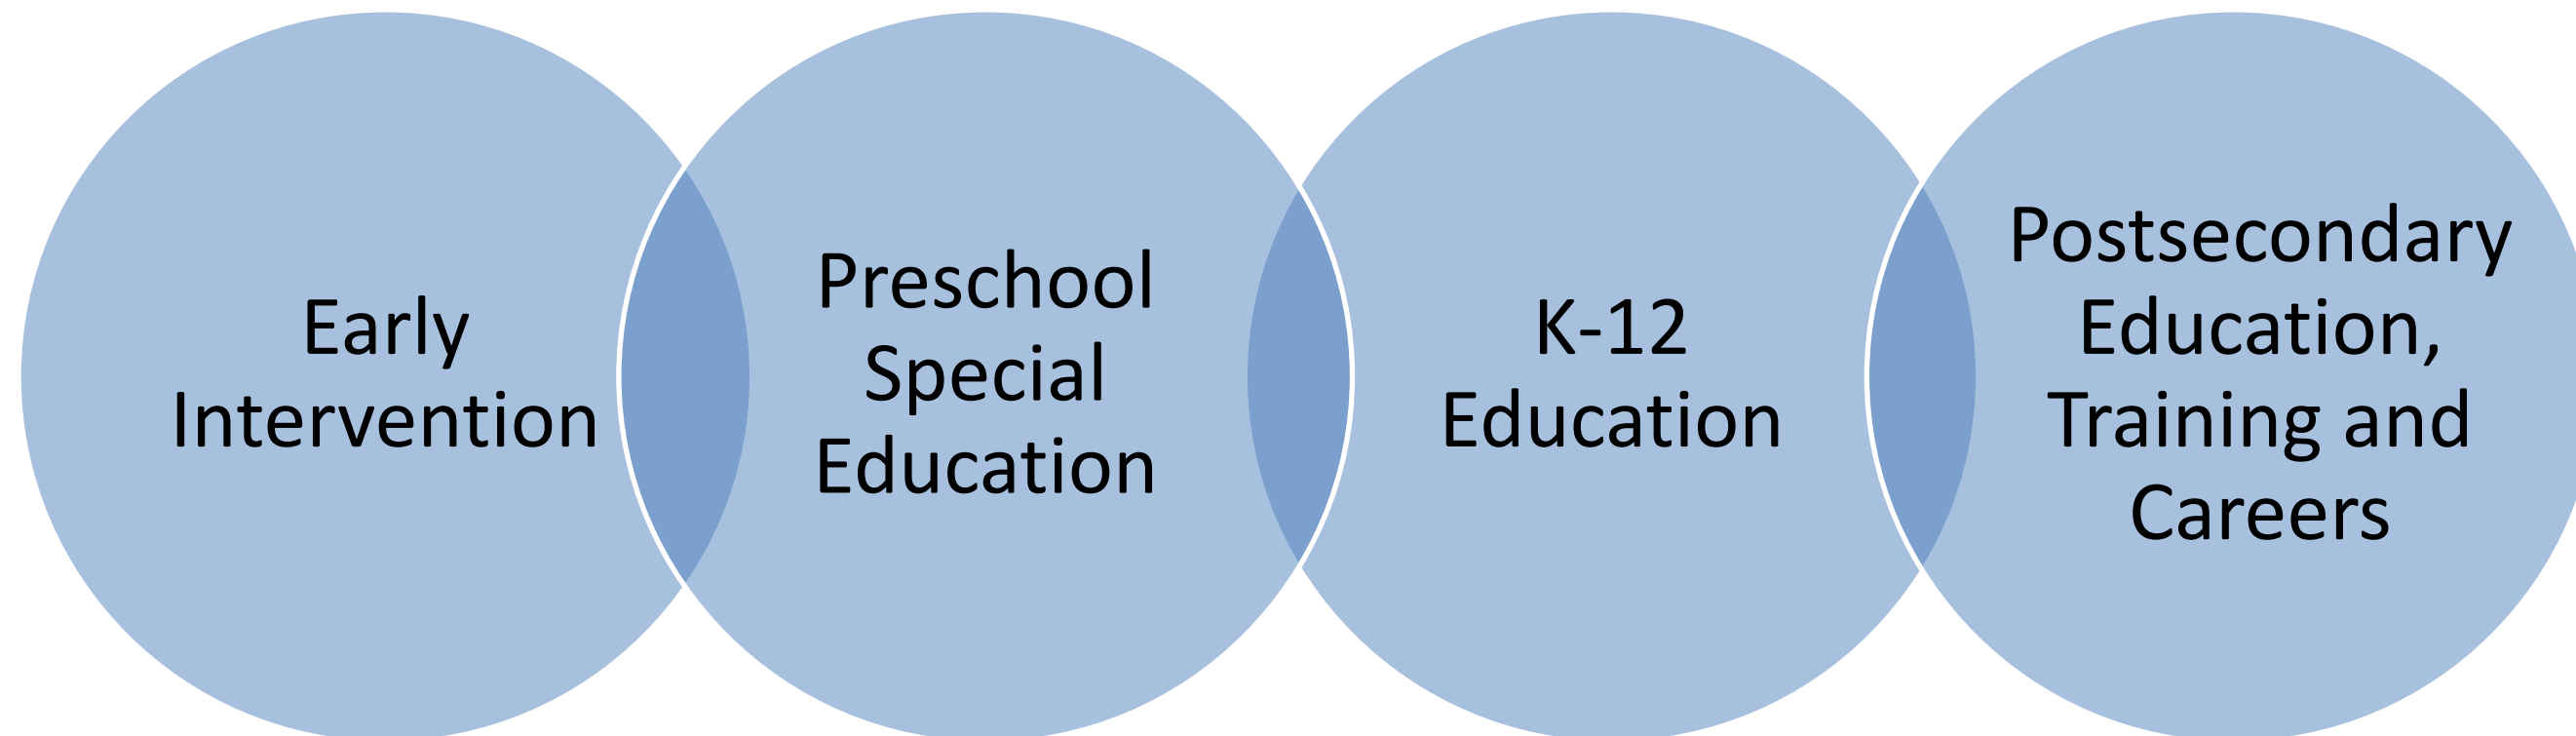 Early
Intervention
Preschool
Special
Education
K-12
Education
Postsecondary
Education,
Training and
Careers